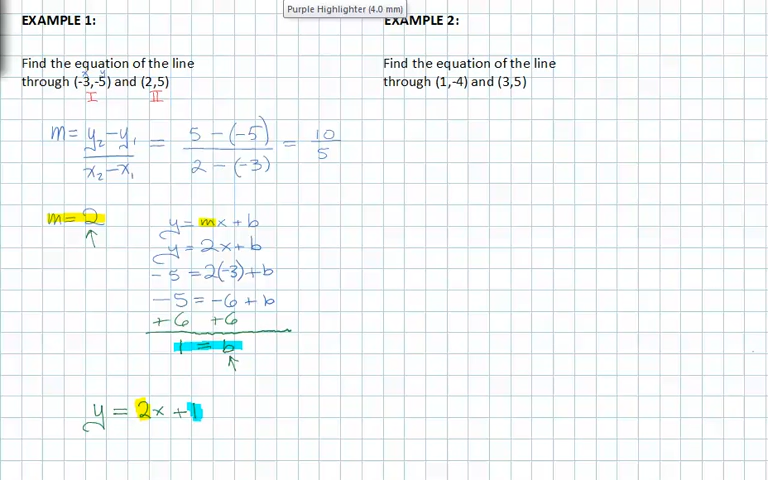 Purple Highlighter (4.0 mm)
EXAMPLE 1:
Find the equation of the line
x y
through (-3,-5) and (2,5)
I II
m = y₂-y₁ / x₂-x₁ = 5-(-5) / 2-(-3) = 10 / 5
m = 2
y = mx + b
y = 2x + b
-5 = 2(-3) + b
-5 = -6 + b
+6 +6
1 = b
y = 2x + 1
EXAMPLE 2:
Find the equation of the line
through (1,-4) and (3,5)